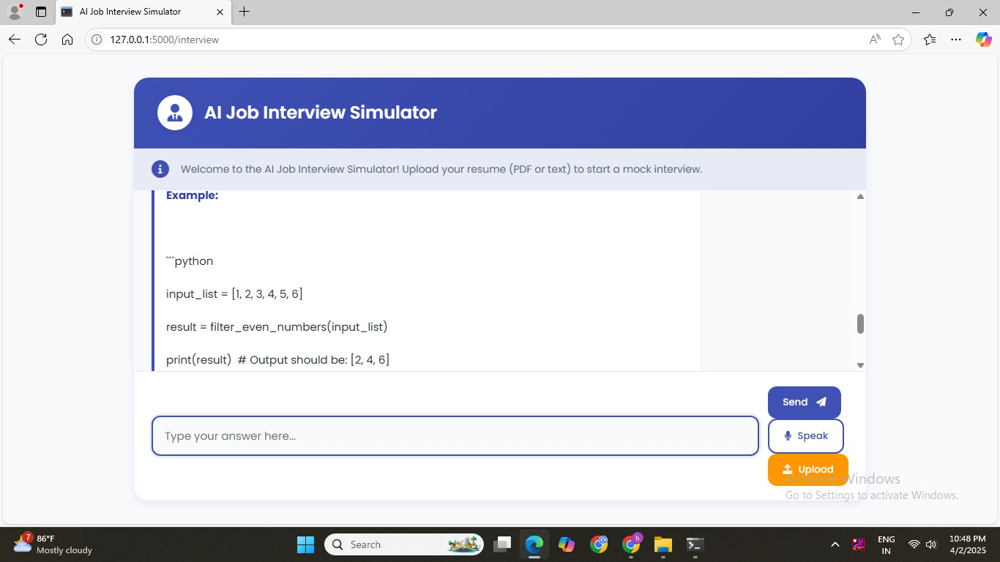 AI Job Interview Simulator
127.0.0.1:5000/interview
AI Job Interview Simulator
Welcome to the AI Job Interview Simulator! Upload your resume (PDF or text) to start a mock interview.
Example:
```python
input_list = [1, 2, 3, 4, 5, 6]
result = filter_even_numbers(input_list)
print(result) # Output should be: [2, 4, 6]
Send
Type your answer here...
Speak
Upload
Activate Windows
Go to Settings to activate Windows.
7
86°F
Mostly cloudy
Search
b
ENG
IN
10:48 PM
4/2/2025